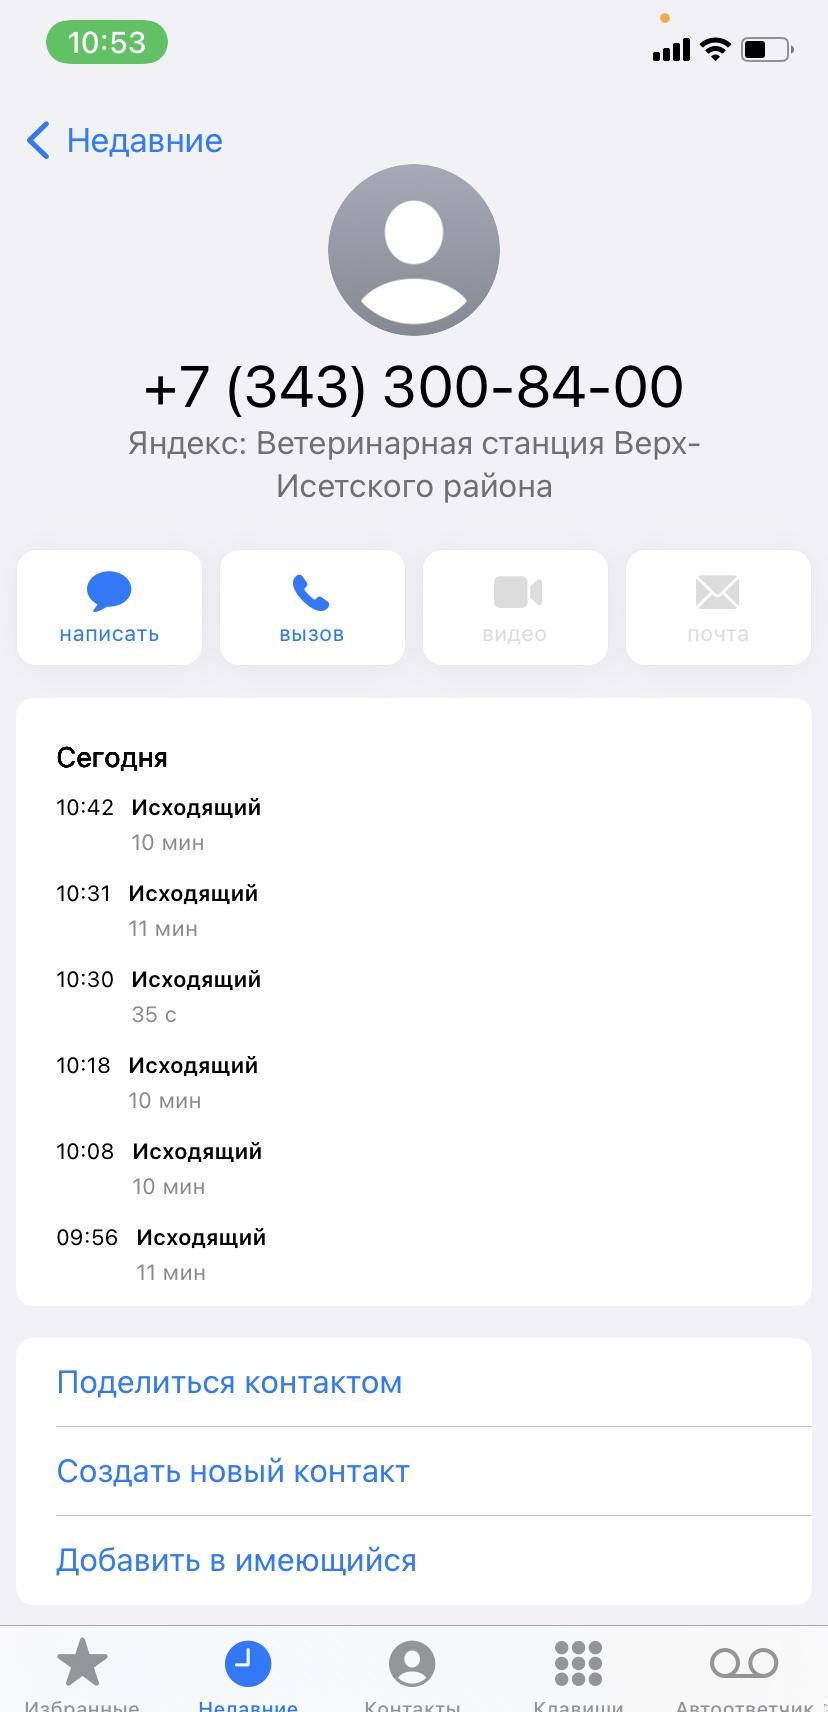 10:53
Недавние
+7 (343) 300-84-00
Яндекс: Ветеринарная станция Верх-
Исетского района
написать вызов видео почта
Сегодня
10:42 Исходящий
10 мин
10:31 Исходящий
11 мин
10:30 Исходящий
35 с
10:18 Исходящий
10 мин
10:08 Исходящий
10 мин
09:56 Исходящий
11 мин
Поделиться контактом
Создать новый контакт
Добавить в имеющийся
Избранные Недавние Контакты Клавиши Автоответчик